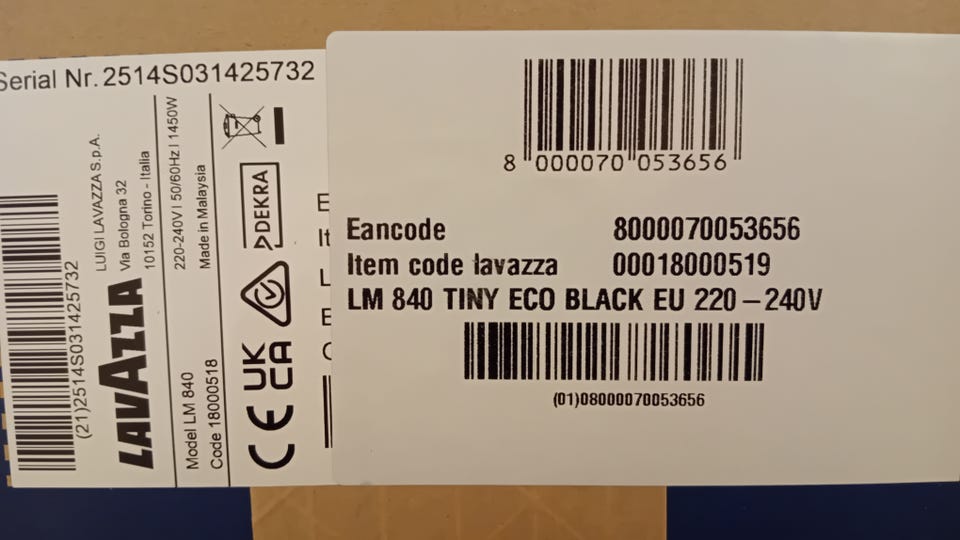 Serial Nr. 2514S031425732
(21)2514S031425732
LAVAZZA
LUIGI LAVAZZA S.p.A.
Via Bologna 32
10152 Torino - Italia
Model LM 840
220-240V I 50/60Hz I 1450W
Code 18000518
Made in Malaysia
CE
UK
CA
DEKRA
E
It
L
E
C
8 000070 053656
Eancode 8000070053656
Item code lavazza 00018000519
LM 840 TINY ECO BLACK EU 220-240V
(01)08000070053656